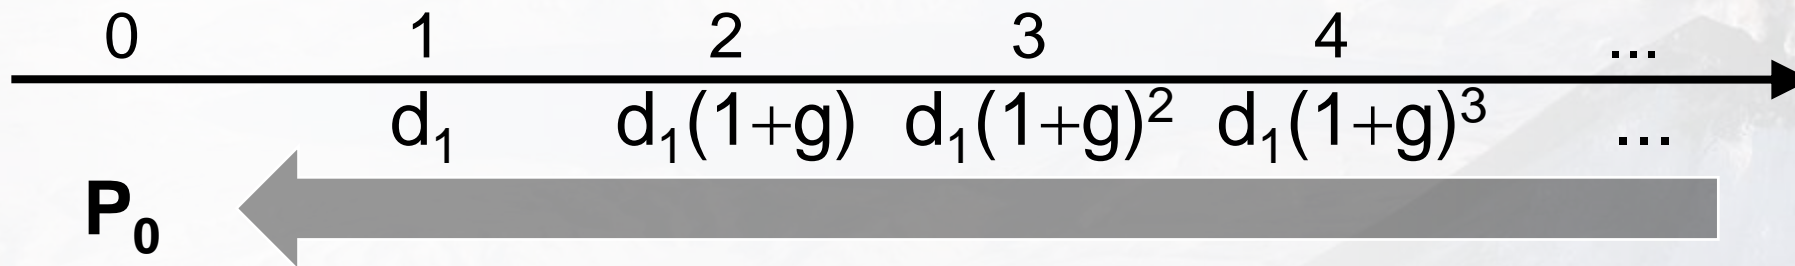 0 1 2 3 4 ...
d₁ d₁(1+g) d₁(1+g)² d₁(1+g)³ ...
P₀